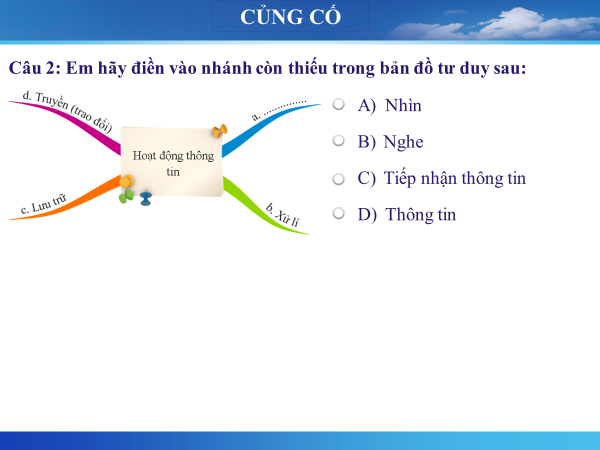 CỦNG CỐ
Câu 2: Em hãy điền vào nhánh còn thiếu trong bản đồ tư duy sau:
d. Truyền (trao đổi)
a. ..............
Hoạt động thông
tin
c. Lưu trữ
b. Xử lí
A) Nhìn
B) Nghe
C) Tiếp nhận thông tin
D) Thông tin